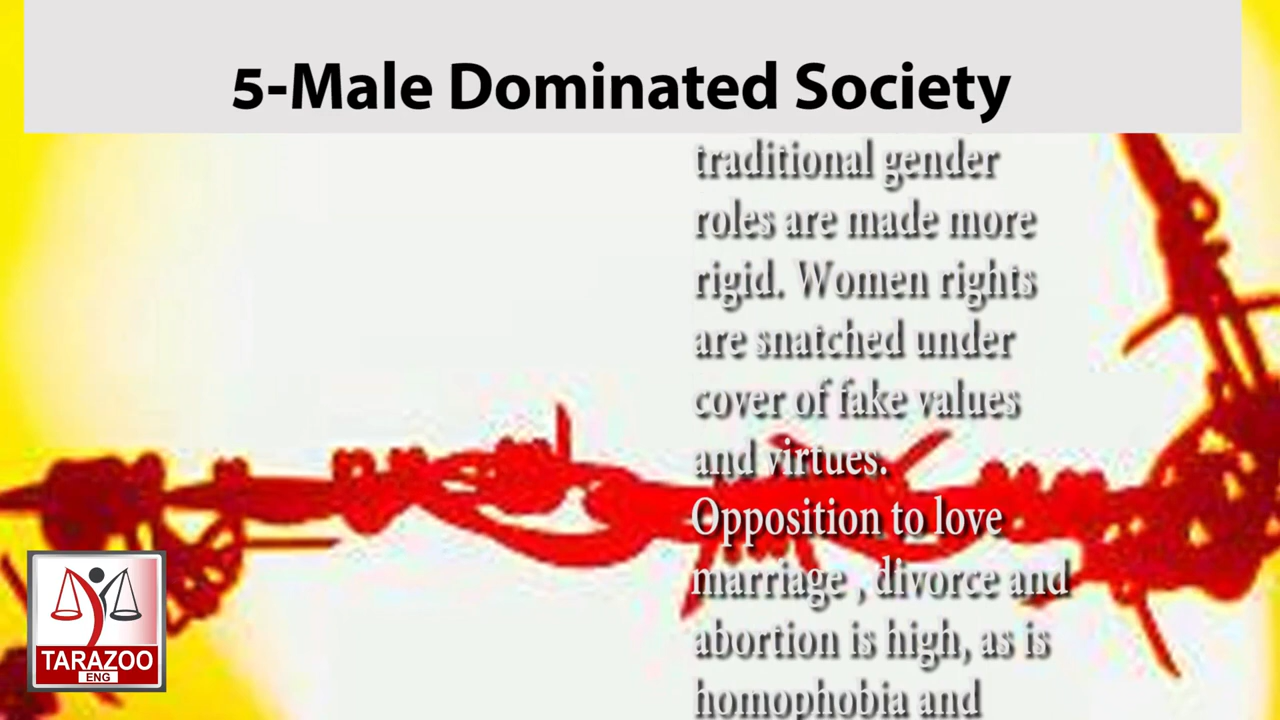 5-Male Dominated Society
traditional gender
roles are made more
rigid. Women rights
are snatched under
cover of fake values
and virtues.
Opposition to love
marriage , divorce and
abortion is high, as is
homophobia and
TARAZOO
ENG